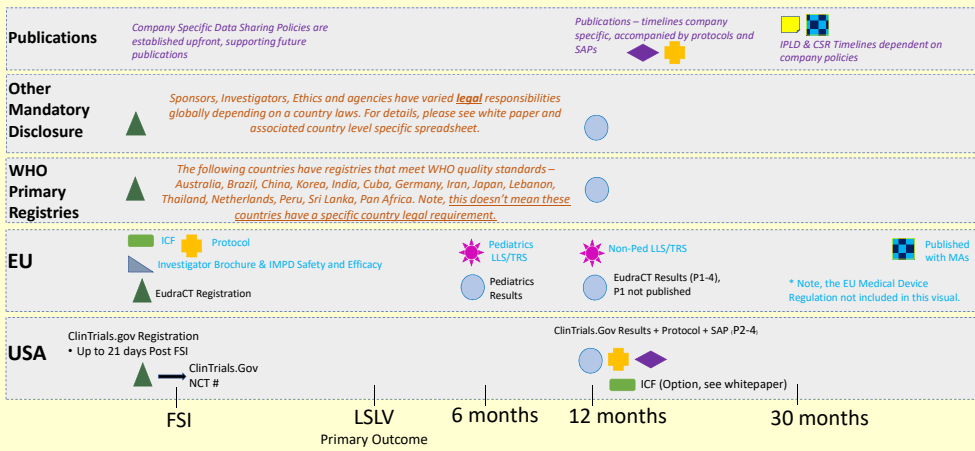 Publications
Company Specific Data Sharing Policies are
established upfront, supporting future
publications
Publications – timelines company
specific, accompanied by protocols and
SAPs
IPLD & CSR Timelines dependent on
company policies
Other
Mandatory
Disclosure
Sponsors, Investigators, Ethics and agencies have varied legal responsibilities
globally depending on a country laws. For details, please see white paper and
associated country level specific spreadsheet.
WHO
Primary
Registries
The following countries have registries that meet WHO quality standards –
Australia, Brazil, China, Korea, India, Cuba, Germany, Iran, Japan, Lebanon,
Thailand, Netherlands, Peru, Sri Lanka, Pan Africa. Note, this doesn't mean these
countries have a specific country legal requirement.
EU
ICF
Protocol
Investigator Brochure & IMPD Safety and Efficacy
EudraCT Registration
Pediatrics
LLS/TRS
Pediatrics
Results
Non-Ped LLS/TRS
EudraCT Results (P1-4),
P1 not published
Published
with MAs
* Note, the EU Medical Device
Regulation not included in this visual.
USA
ClinTrials.gov Registration
• Up to 21 days Post FSI
ClinTrials.Gov
NCT #
ClinTrials.Gov Results + Protocol + SAP (P2-4)
ICF (Option, see whitepaper)
FSI
LSLV
Primary Outcome
6 months
12 months
30 months